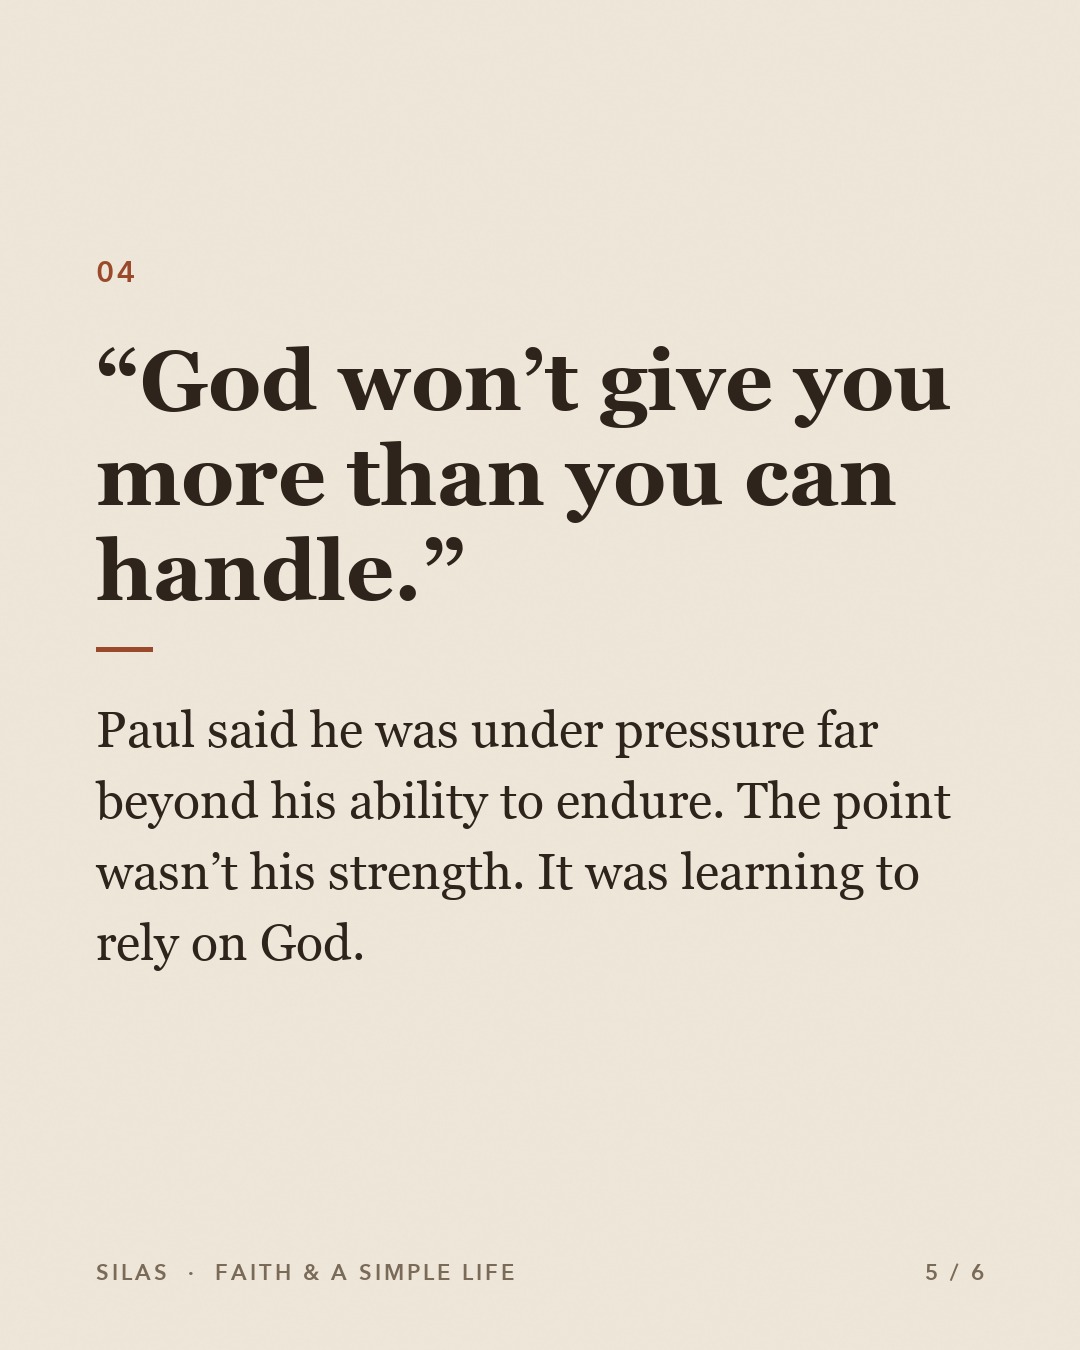 04
“God won’t give you
more than you can
handle.”
Paul said he was under pressure far
beyond his ability to endure. The point
wasn’t his strength. It was learning to
rely on God.
SILAS · FAITH & A SIMPLE LIFE
5 / 6